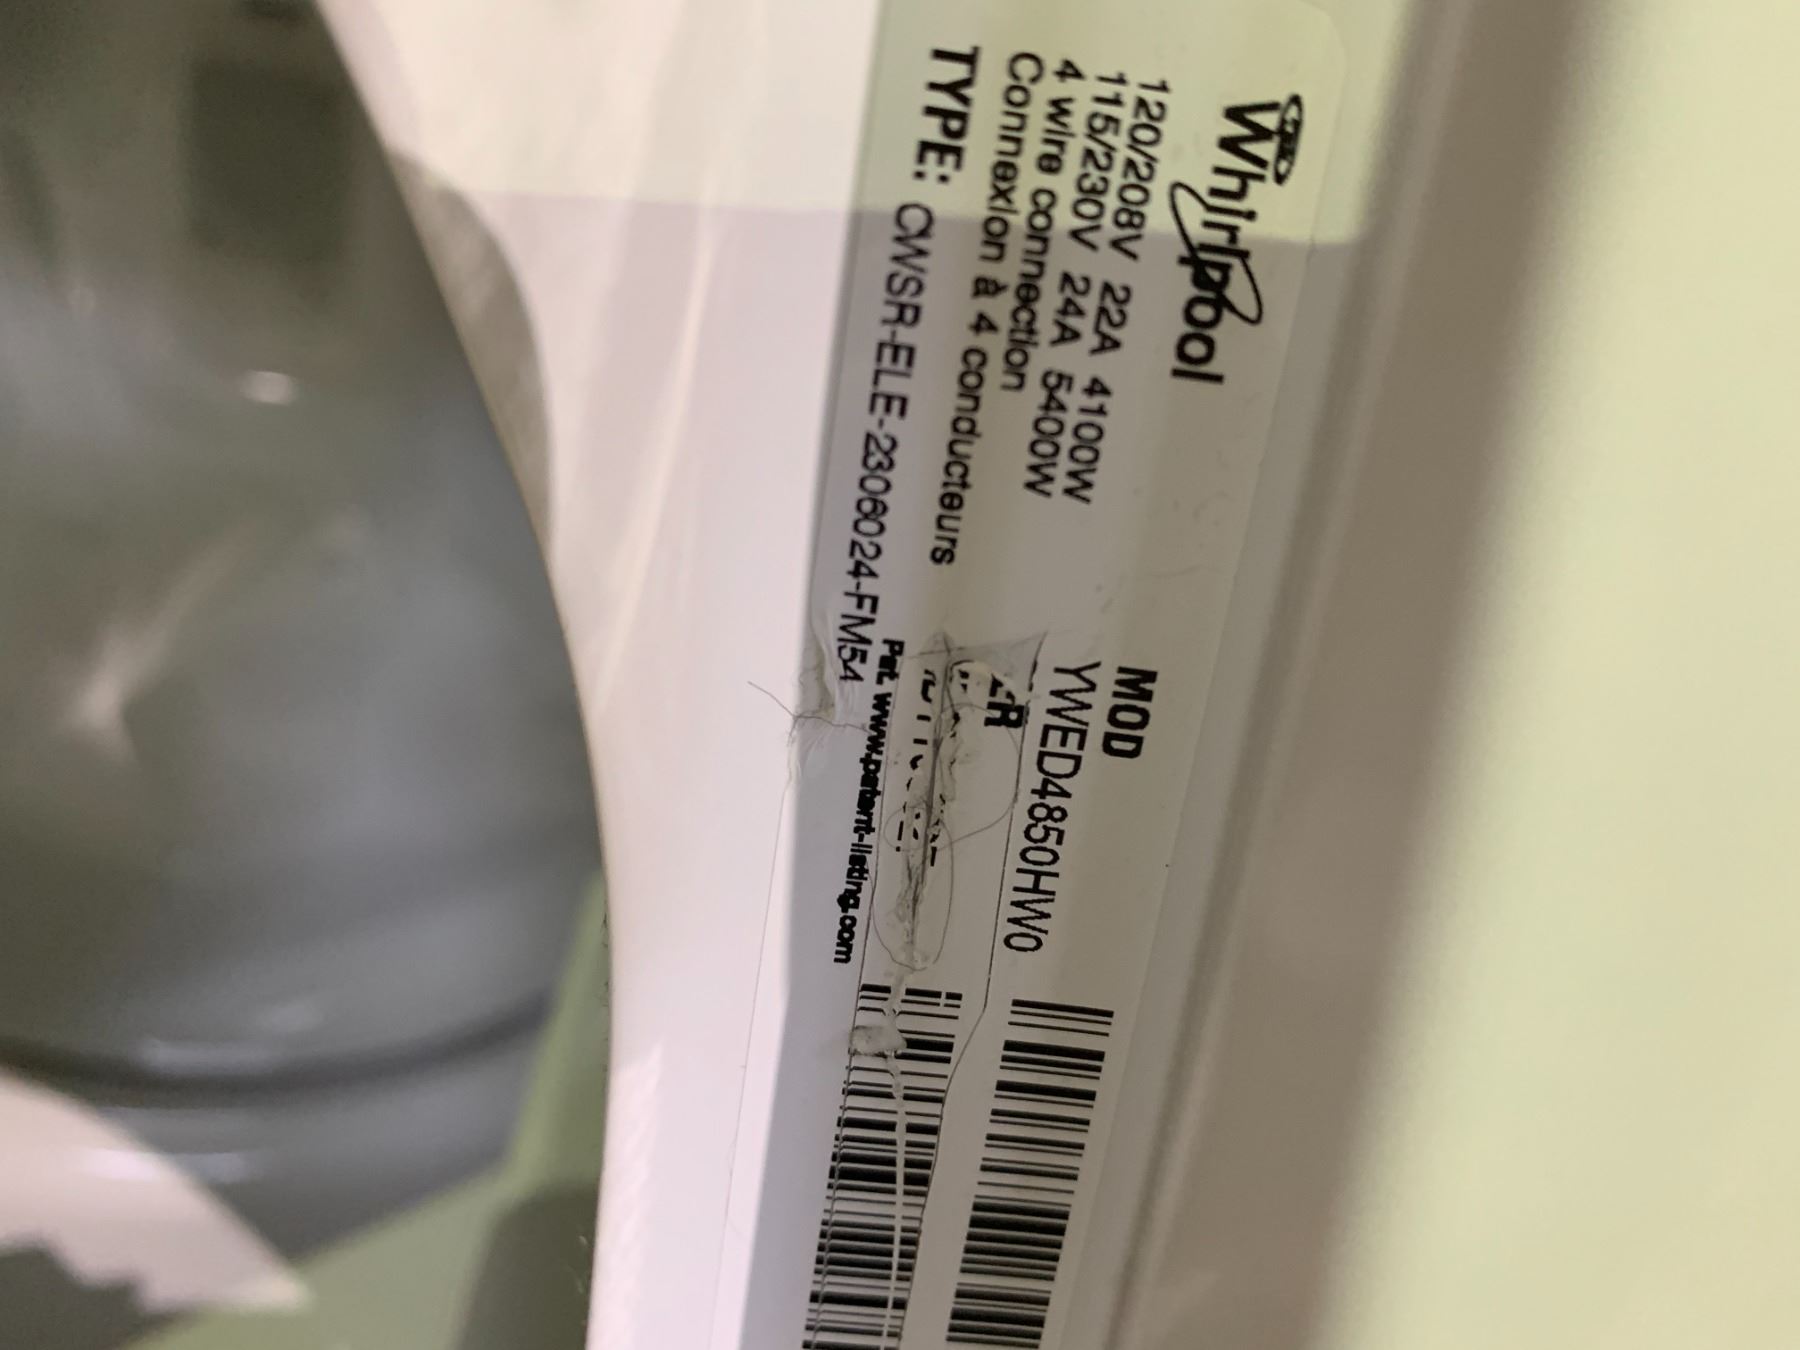 Whirlpool
120/208V 22A 4100W
115/230V 24A 5400W
4 wire connection
Connexion à 4 conducteurs
TYPE: CWSR-ELE-2306024-FM54
MOD
YWED4850HW0
Pat. www.patent-listing.com